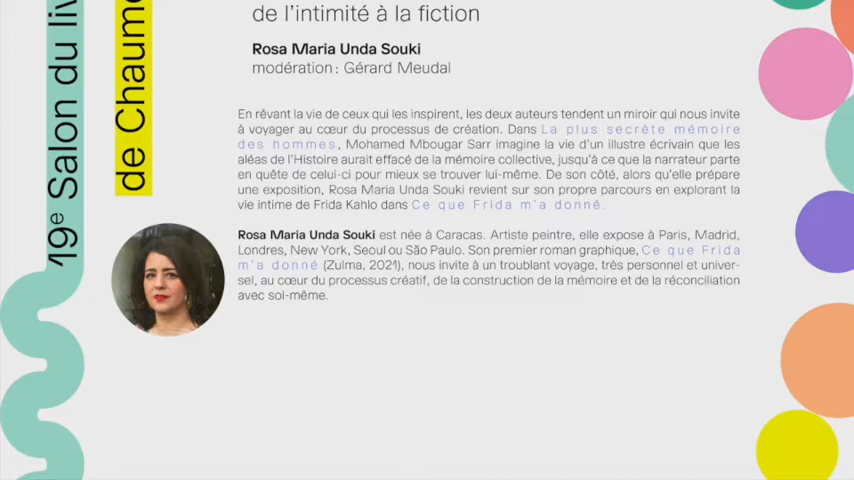 de l'intimité à la fiction
Rosa Maria Unda Souki
modération : Gérard Meudal
En rêvant la vie de ceux qui les inspirent, les deux auteurs tendent un miroir qui nous invite
à voyager au cœur du processus de création. Dans La plus secrète mémoire
des hommes, Mohamed Mbougar Sarr imagine la vie d'un illustre écrivain que les
aléas de l'Histoire aurait effacé de la mémoire collective, jusqu'à ce que la narrateur parte
en quête de celui-ci pour mieux se trouver lui-même. De son côté, alors qu'elle prépare
une exposition, Rosa Maria Unda Souki revient sur son propre parcours en explorant la
vie intime de Frida Kahlo dans Ce que Frida m'a donné.
Rosa Maria Unda Souki est née à Caracas. Artiste peintre, elle expose à Paris, Madrid,
Londres, New York, Seoul ou São Paulo. Son premier roman graphique, Ce que Frida
m'a donné (Zulma, 2021), nous invite à un troublant voyage, très personnel et univer-
sel, au cœur du processus créatif, de la construction de la mémoire et de la réconciliation
avec soi-même.
19e Salon du liv
de Chaum